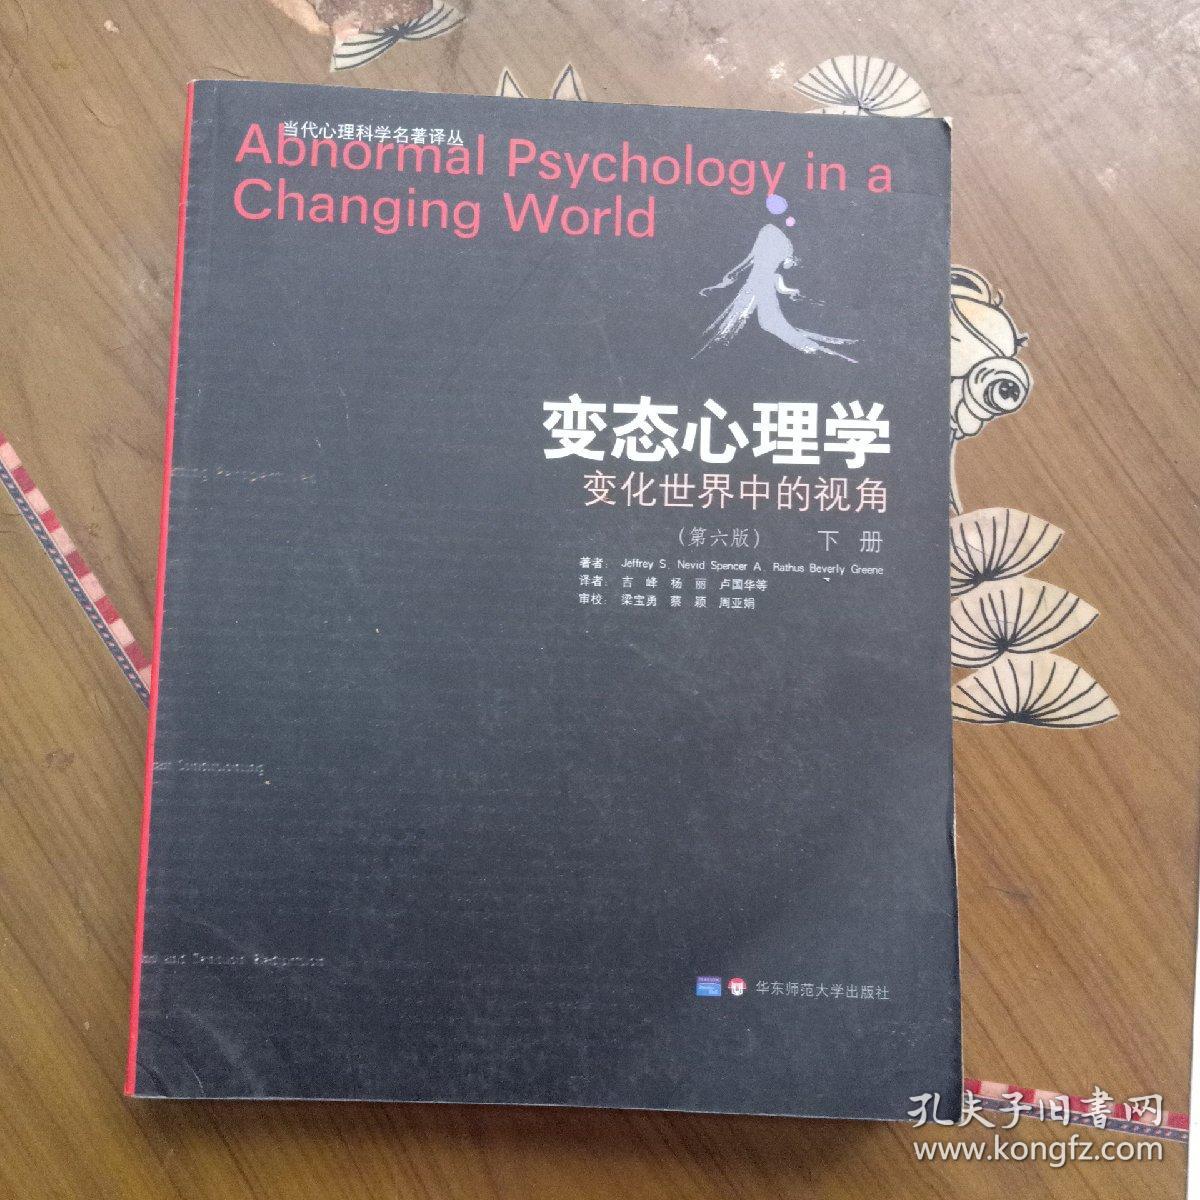 当代心理科学名著译丛
Abnormal Psychology in a
Changing World
变态心理学
变化世界中的视角
（第六版） 下 册
著者： Jeffrey S. Nevid Spencer A. Rathus Beverly Greene
译者： 吉 峰 杨 丽 卢国华等
审校： 梁宝勇 蔡 颖 周亚娟
华东师范大学出版社
孔夫子旧书网
www.kongfz.com